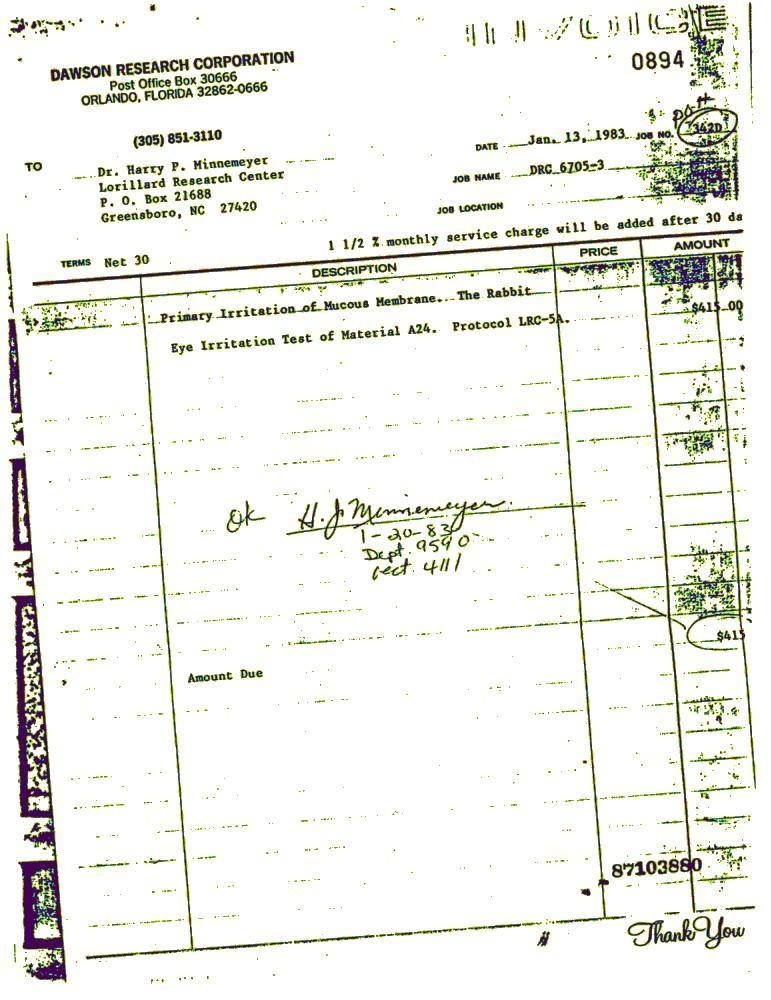 INVOICE
DAWSON RESEARCH CORPORATION
Post Office Box 30666
ORLANDO, FLORIDA 32862-0666
0894
(305) 851-3110
DATE Jan. 13, 1983 JOB NO. 342D
TO Dr. Harry P. Minnemeyer
Lorillard Research Center
P. O. Box 21688
Greensboro, NC 27420
JOB NAME DRC 6705-3
JOB LOCATION
TERMS Net 30
1 1/2 % monthly service charge will be added after 30 da
DESCRIPTION PRICE AMOUNT
Primary Irritation of Mucous Membrane. The Rabbit $415.00
Eye Irritation Test of Material A24. Protocol LRC-5A.
Ok H. J. Minnemeyer
1-20-83
Dept. 9590
4111
$415
Amount Due
87103880
Thank You